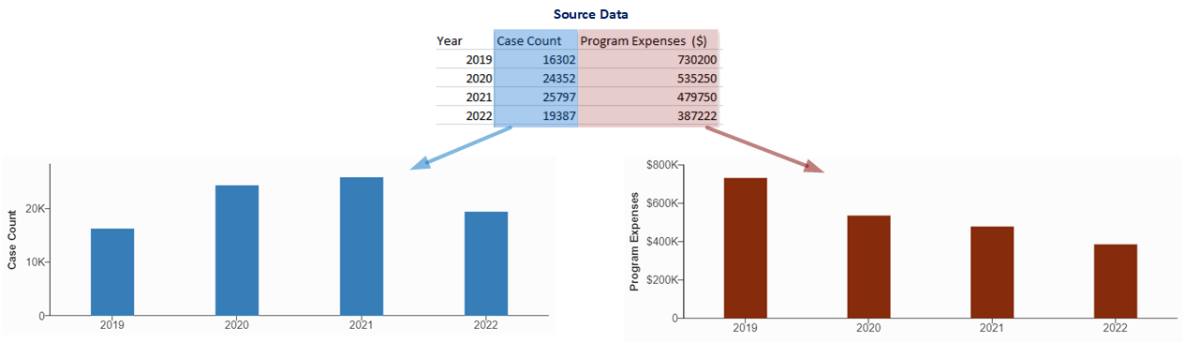 Source Data
Year Case Count Program Expenses ($)
2019 16302 730200
2020 24352 535250
2021 25797 479750
2022 19387 387222
Case Count
20K
10K
0
2019 2020 2021 2022
Program Expenses
$800K
$600K
$400K
$200K
0
2019 2020 2021 2022